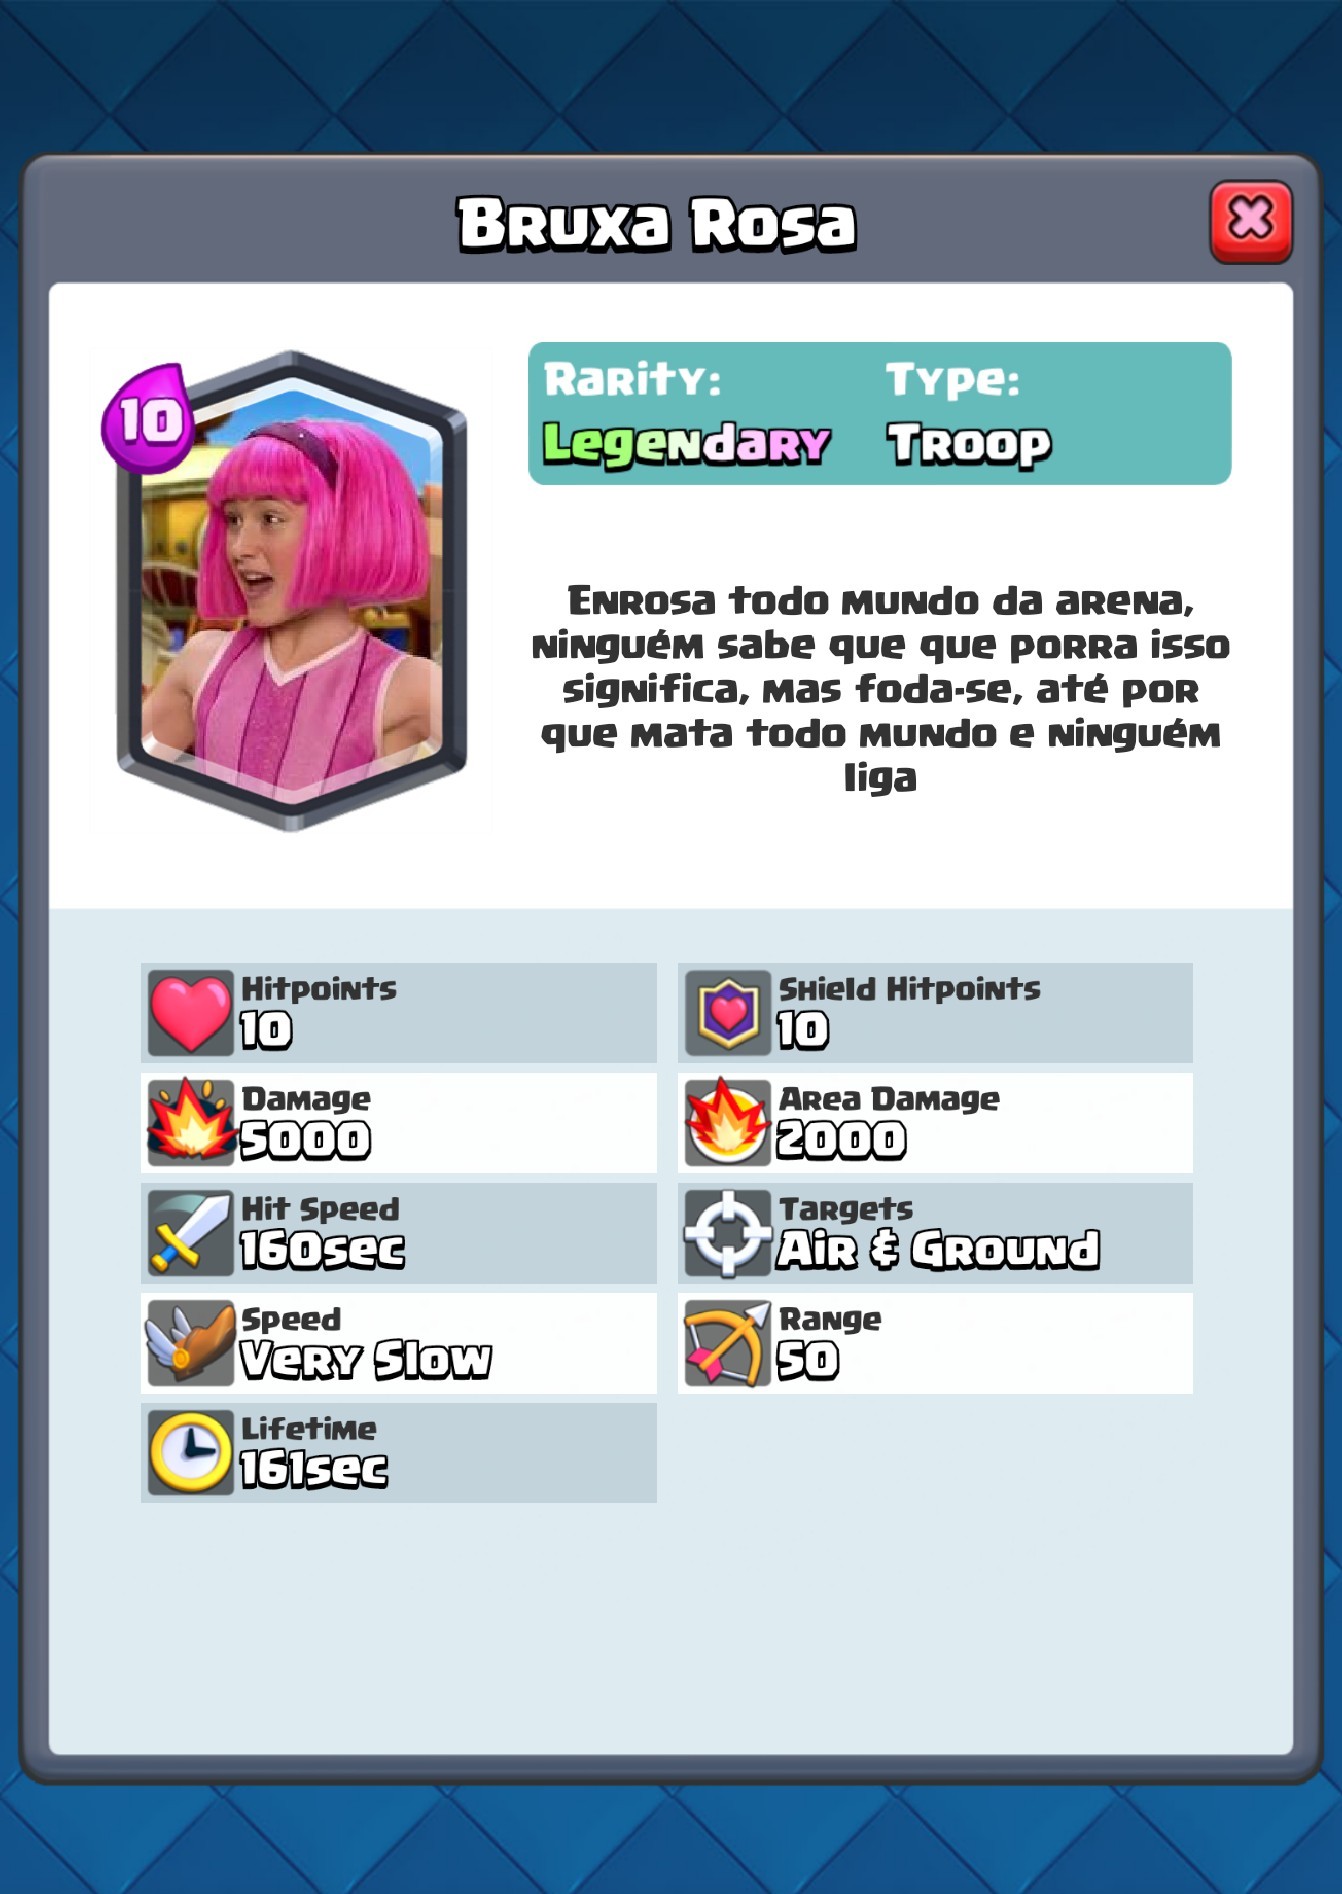 Bruxa Rosa
10
Rarity:
Legendary
Type:
Troop
Enrosa todo mundo da arena,
ninguém sabe que que porra isso
significa, mas foda-se, até por
que mata todo mundo e ninguém
liga
Hitpoints
10
Shield Hitpoints
10
Damage
5000
Area Damage
2000
Hit Speed
160sec
Targets
Air & Ground
Speed
Very Slow
Range
50
Lifetime
161sec